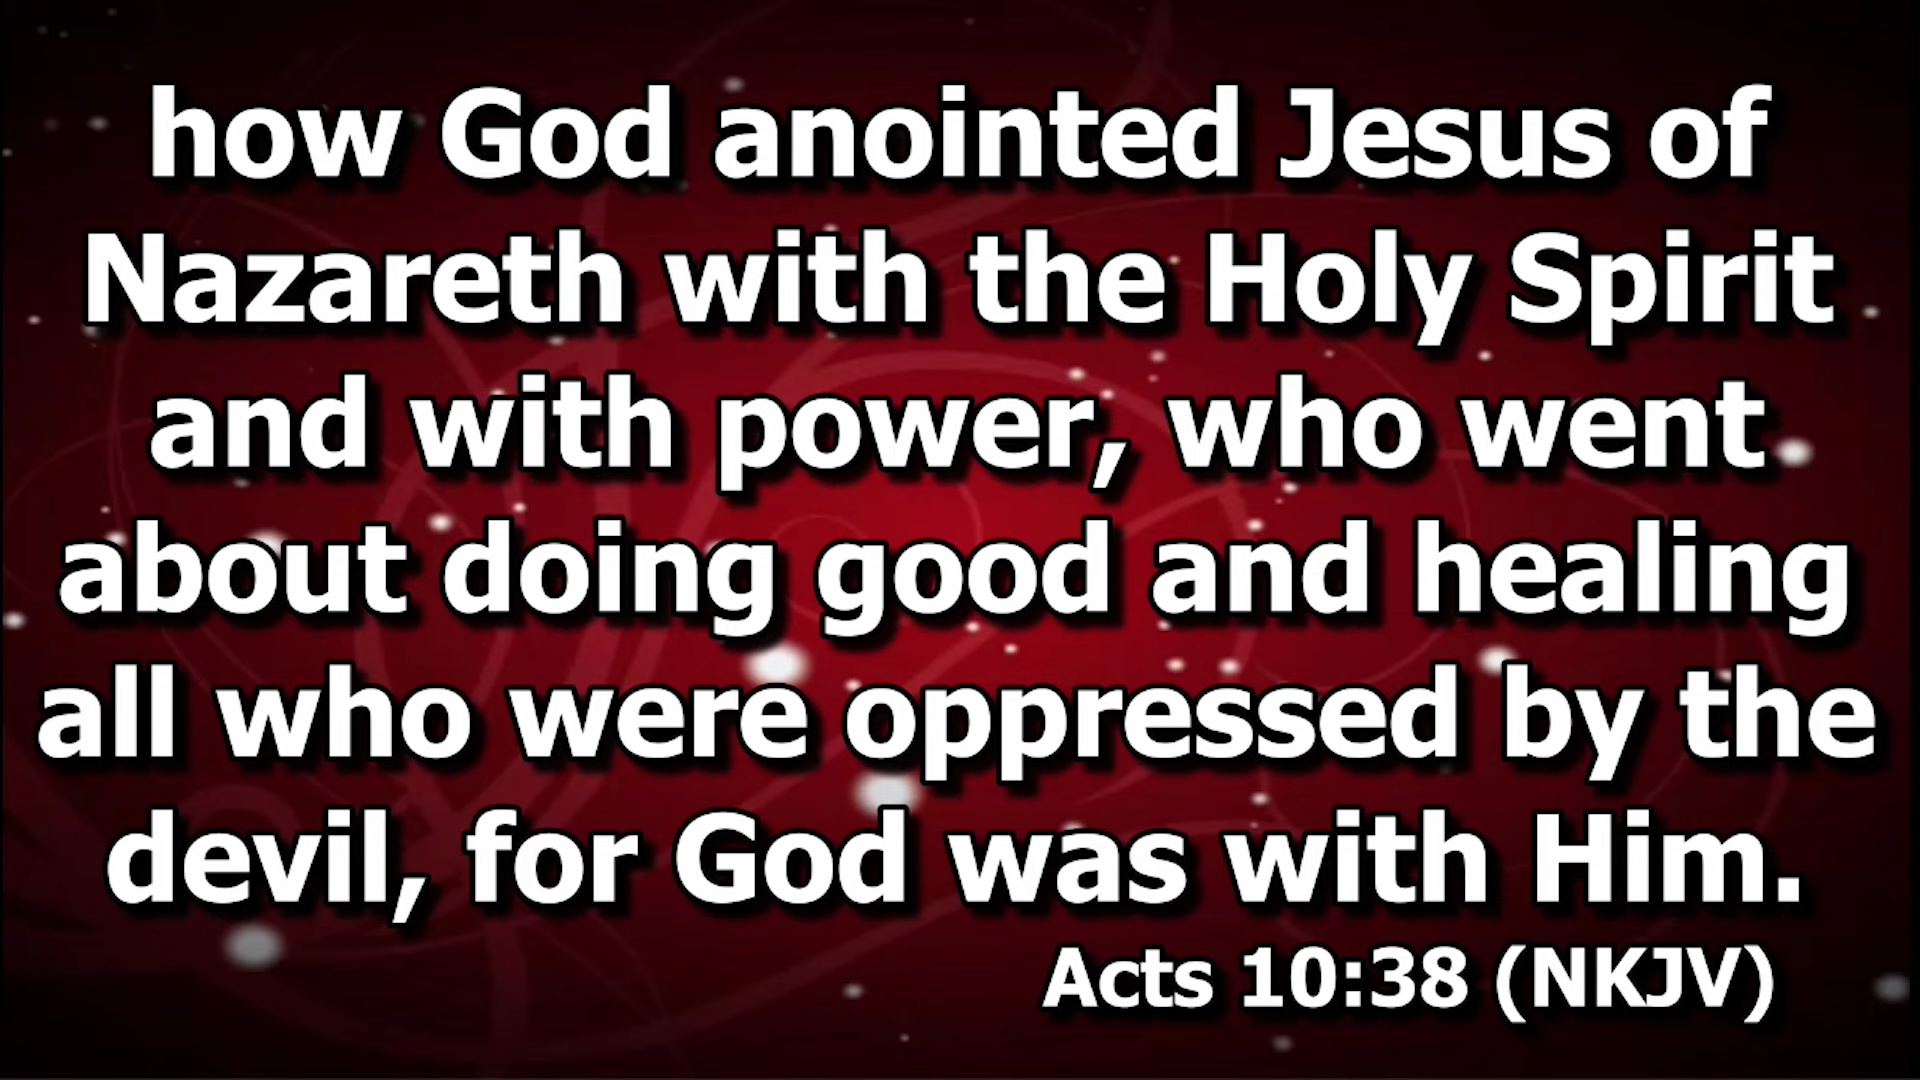 how God anointed Jesus of
Nazareth with the Holy Spirit
and with power, who went
about doing good and healing
all who were oppressed by the
devil, for God was with Him.
Acts 10:38 (NKJV)